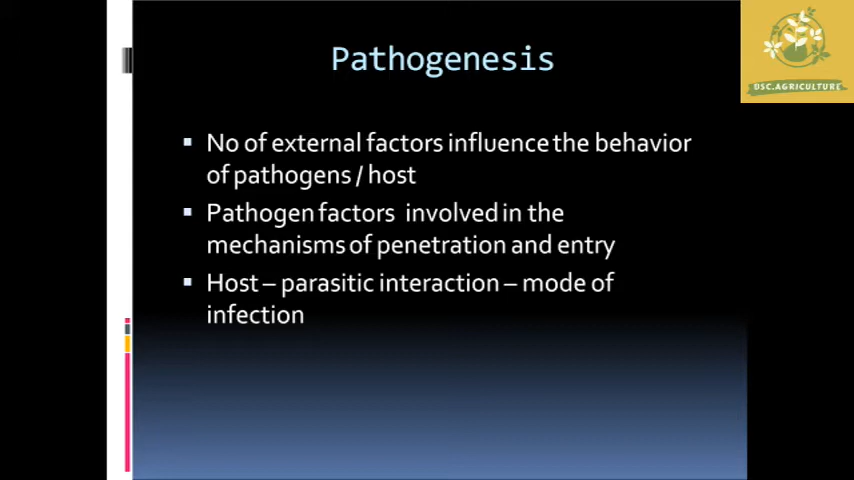 Pathogenesis
DSC.AGRICULTURE
No of external factors influence the behavior
of pathogens / host
Pathogen factors involved in the
mechanisms of penetration and entry
Host – parasitic interaction – mode of
infection